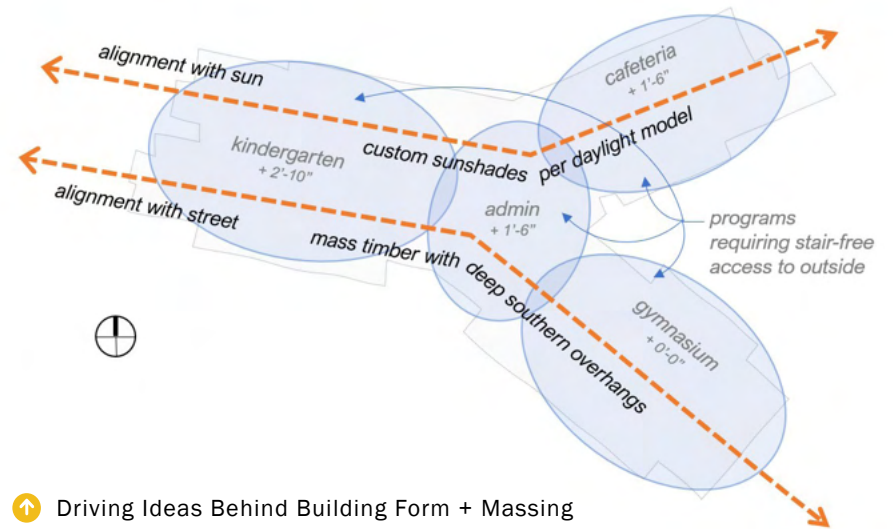 alignment with sun
cafeteria
+ 1'-6"
kindergarten
+ 2'-10"
custom sunshades per daylight model
alignment with street
admin
+ 1'-6"
programs
requiring stair-free
access to outside
mass timber with deep southern overhangs
gymnasium
+ 0'-0"
Driving Ideas Behind Building Form + Massing